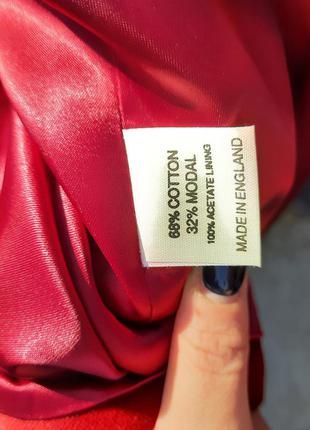 68% COTTON
32% MODAL
100% ACETATE LINING
MADE IN ENGLAND